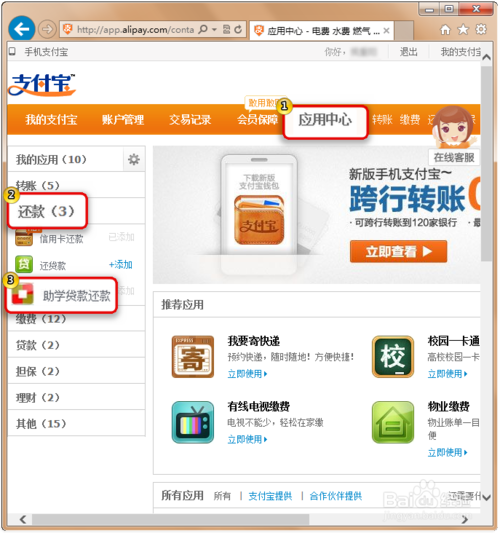 http://app.alipay.com/conta
应用中心 - 电费 水费 燃气 ...
手机支付宝
你好,
退出
我的支付宝
支付宝
敢用敢
我的支付宝
账户管理
交易记录
会员保障
1
应用中心
转账
缴费
在线客服
我的应用（10）
转账（5）
2
还款（3）
信用卡还款
已添加
还贷款
+添加
3
助学贷款还款
缴费（12）
贷款（2）
担保（2）
理财（2）
其他（15）
下载新版
支付宝钱包
新版手机支付宝~
跨行转账
·可跨行转账到120家银行
立即查看
推荐应用
寄
我要寄快递
预约快递，随时随地！方便快捷！
立即使用
校
校园一卡通
高校校园一卡
立即使用
有线电视缴费
电视不能少，轻松在家缴
立即使用
物业缴费
物业账单一目
便
立即使用
所有应用
所有
|
支付宝提供
|
合作伙伴提供
Baidu